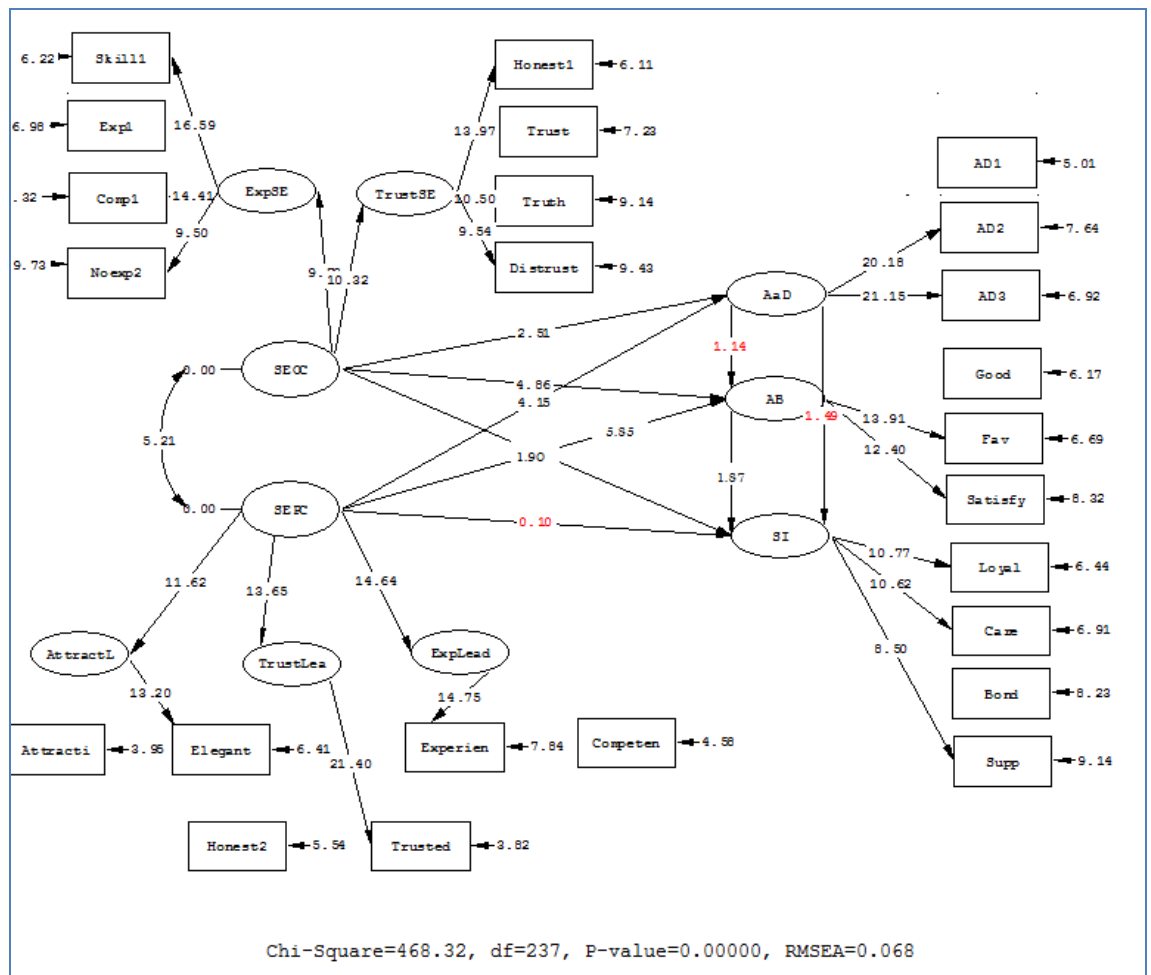 6.22 Skill1
6.98 Exp1
.32 Comp1
9.73 Noexp2
16.59
14.41
9.50
ExpSE
TrustSE
13.97
10.50
9.54
Honest1 6.11
Trust 7.23
Truth 9.14
Distrust 9.43
10.32
AD1 5.01
AD2 7.64
AD3 6.92
20.18
21.15
AaD
2.51
1.14
SEOC
0.00
4.86
4.15
AB
1.49
Good 6.17
13.91
Fav 6.69
12.40
Satisfy 8.32
5.21
1.90
0.00
0.10
SI
10.77
Loyal 6.44
10.62
Care 6.91
8.50
Bond 8.23
Supp 9.14
11.62
13.65
14.64
AttractL
TrustLea
ExpLead
13.20
14.75
21.40
Attracti 3.95
Elegant 6.41
Experien 7.84
Competen 4.58
Honest2 5.54
Trusted 3.82
Chi-Square=468.32, df=237, P-value=0.00000, RMSEA=0.068